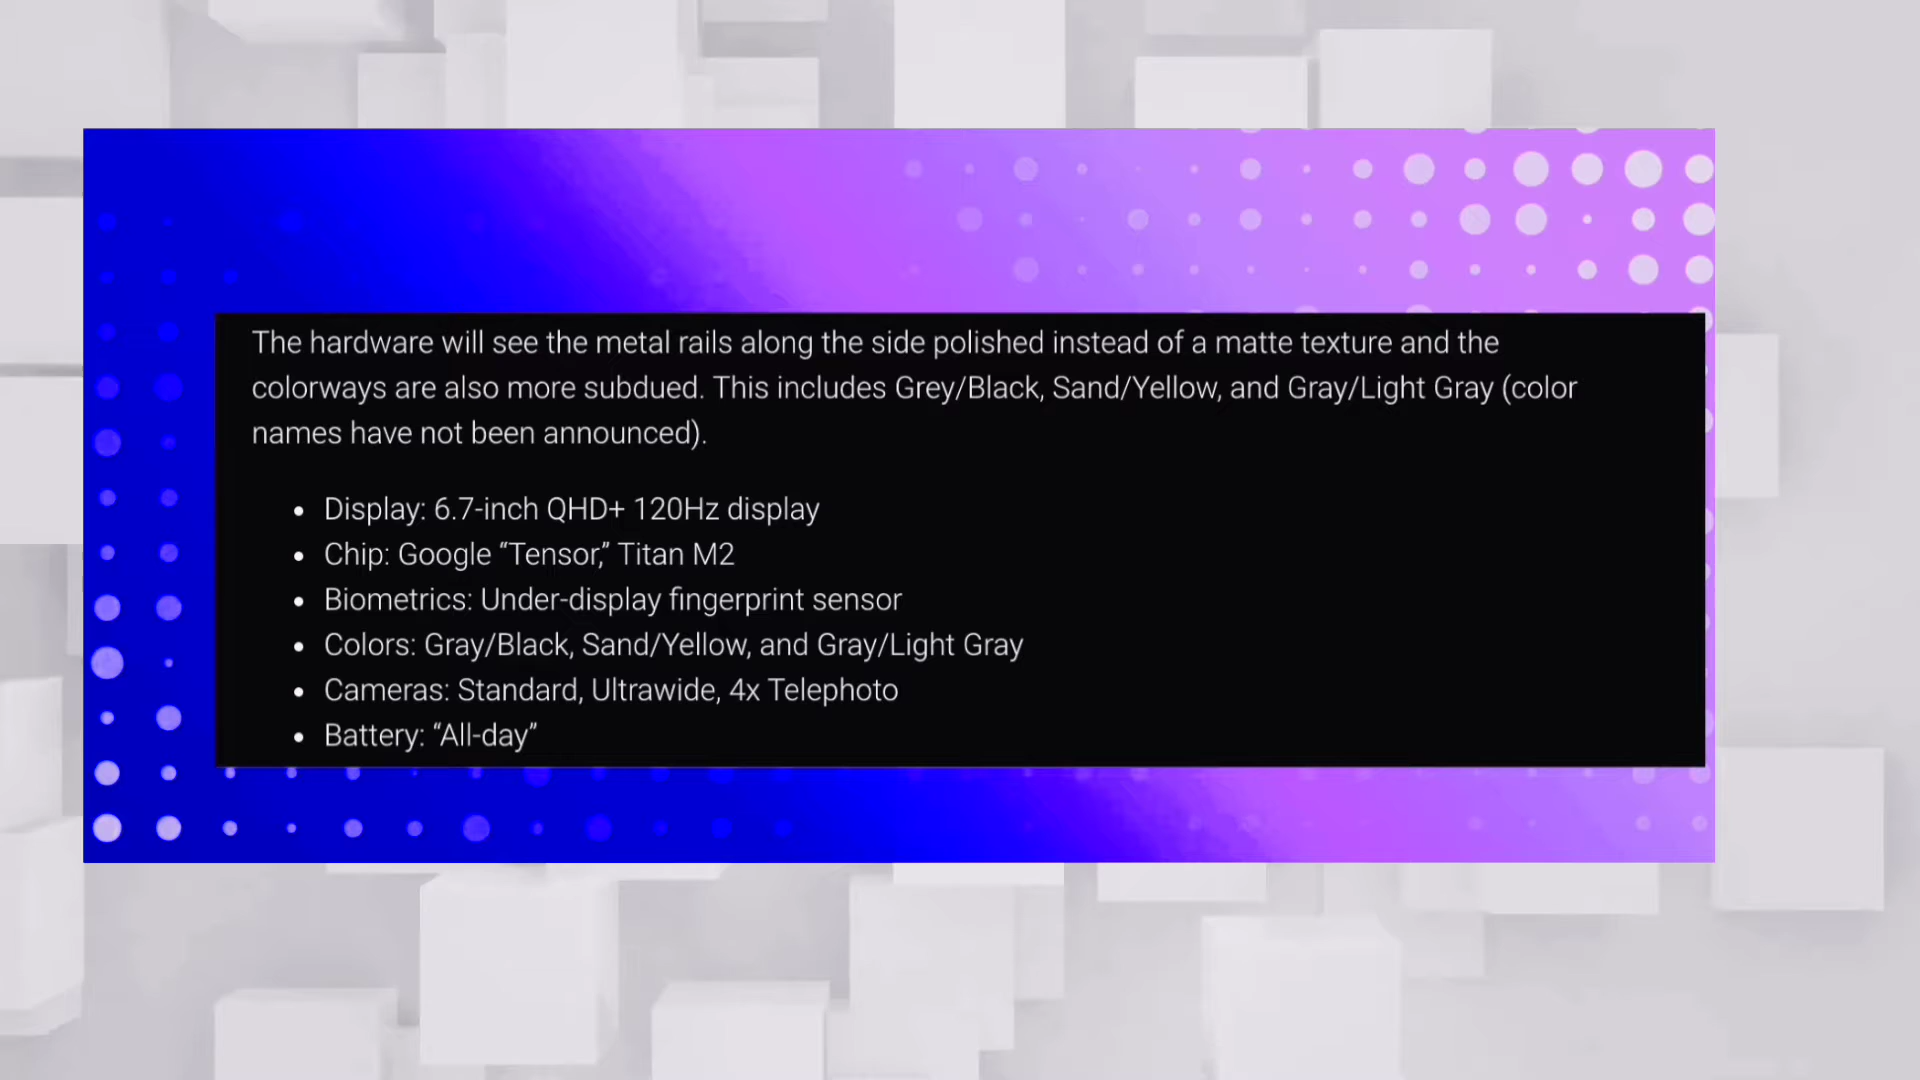 The hardware will see the metal rails along the side polished instead of a matte texture and the
colorways are also more subdued. This includes Grey/Black, Sand/Yellow, and Gray/Light Gray (color
names have not been announced).
• Display: 6.7-inch QHD+ 120Hz display
• Chip: Google “Tensor,” Titan M2
• Biometrics: Under-display fingerprint sensor
• Colors: Gray/Black, Sand/Yellow, and Gray/Light Gray
• Cameras: Standard, Ultrawide, 4x Telephoto
• Battery: “All-day”